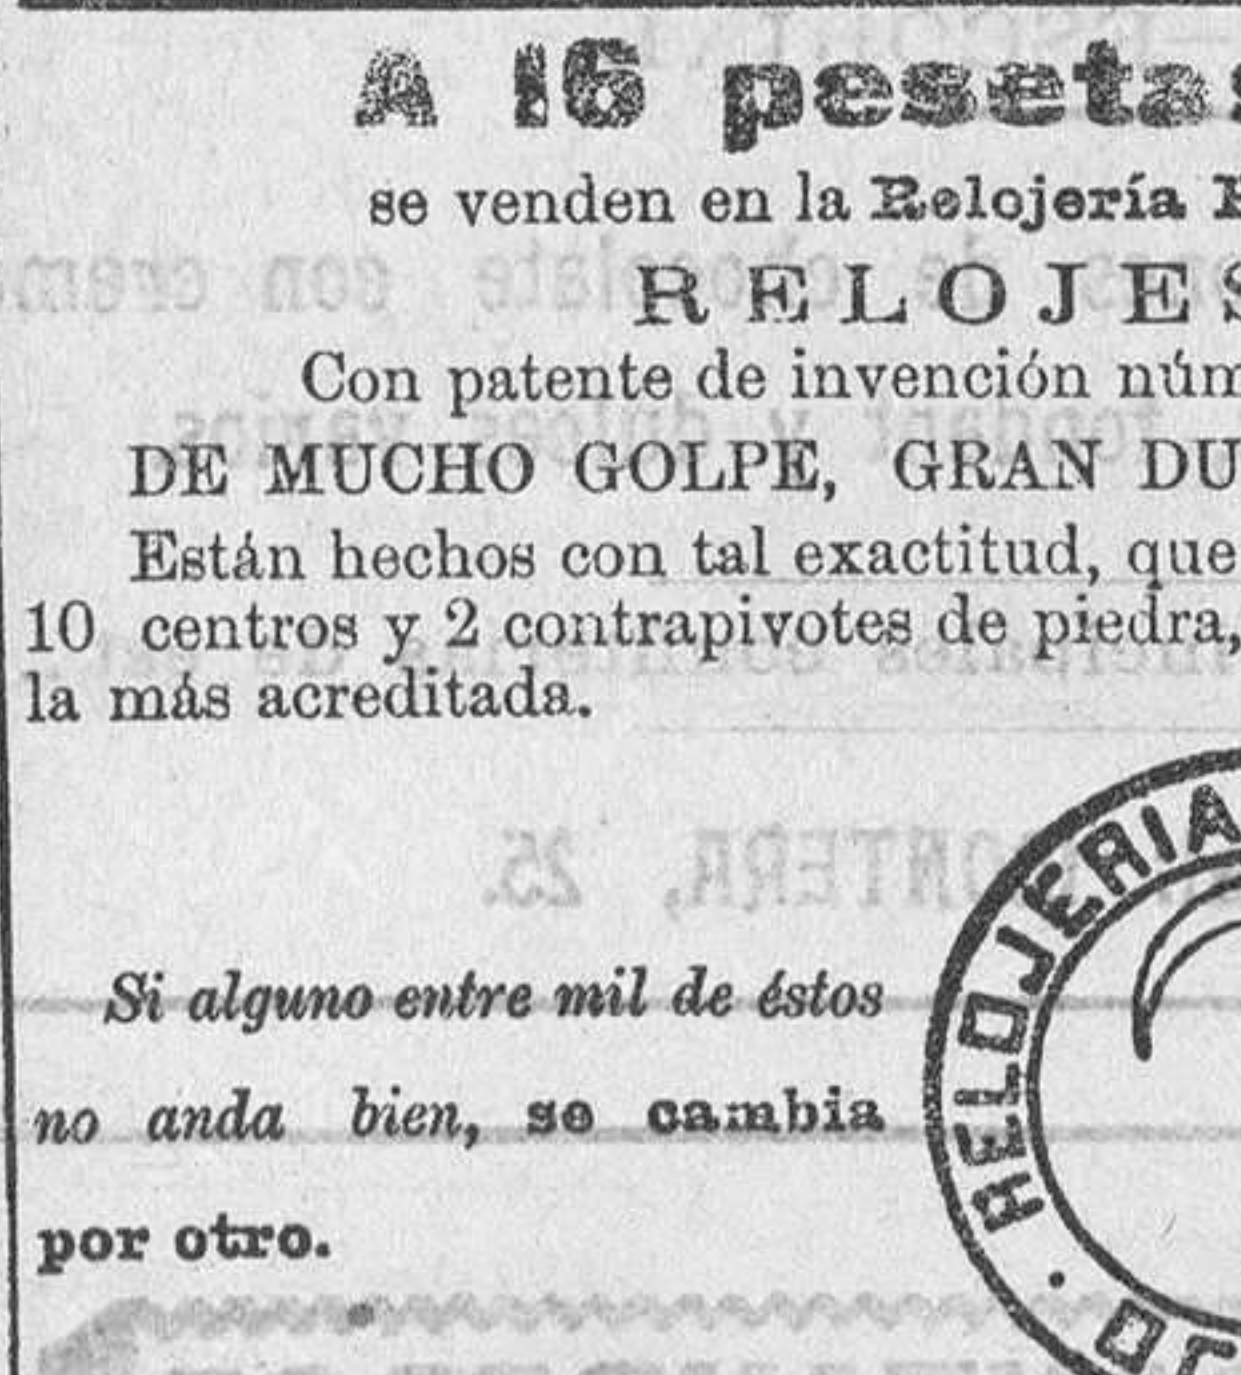 A 16 pesetas
se venden en la Relojería
RELOJES
Con patente de invención núm
DE MUCHO GOLPE, GRAN DU
Están hechos con tal exactitud, que
10 centros y 2 contrapivotes de piedra,
la más acreditada.
RELOJERIA
Si alguno entre mil de éstos
no anda bien, se cambia
por otro.